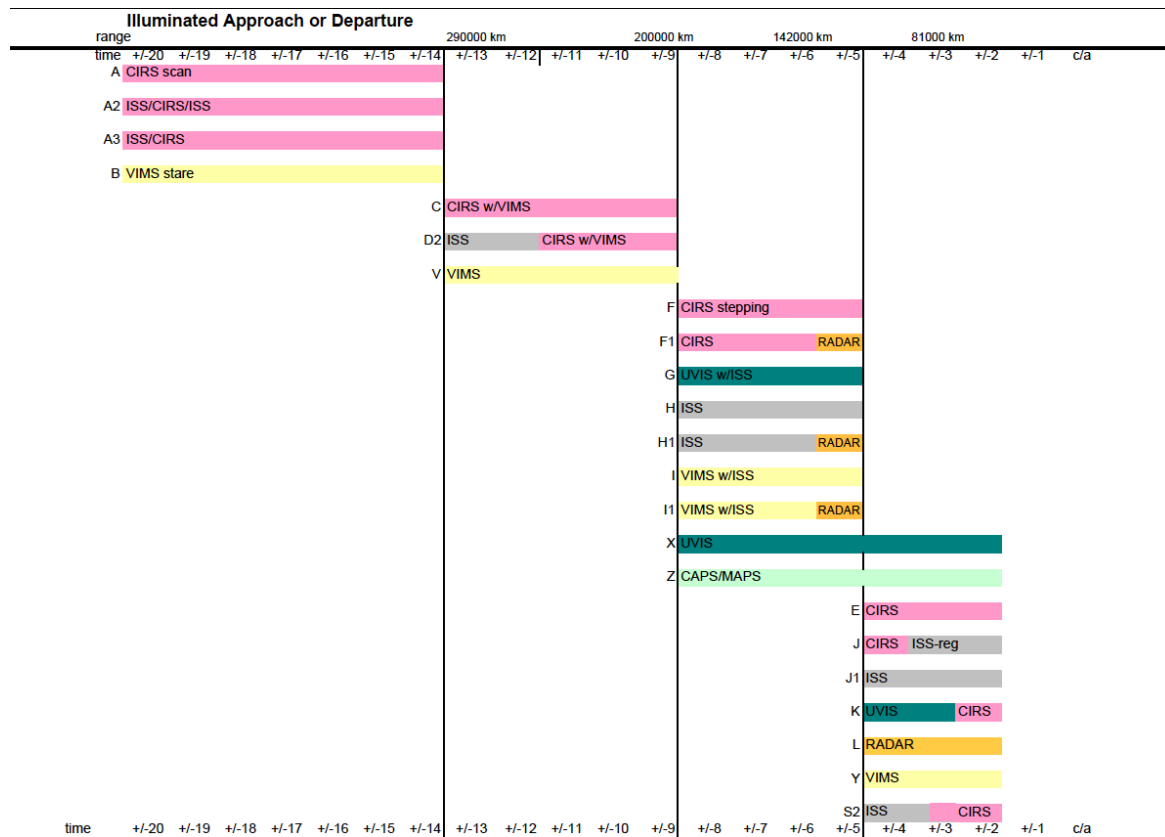 Illuminated Approach or Departure
range 290000 km 200000 km 142000 km 81000 km
time +/-20 +/-19 +/-18 +/-17 +/-16 +/-15 +/-14 +/-13 +/-12 +/-11 +/-10 +/-9 +/-8 +/-7 +/-6 +/-5 +/-4 +/-3 +/-2 +/-1 c/a
A CIRS scan
A2 ISS/CIRS/ISS
A3 ISS/CIRS
B VIMS stare
C CIRS w/VIMS
D2 ISS CIRS w/VIMS
V VIMS
F CIRS stepping
F1 CIRS RADAR
G UVIS w/ISS
H ISS
H1 ISS RADAR
I VIMS w/ISS
I1 VIMS w/ISS RADAR
X UVIS
Z CAPS/MAPS
E CIRS
J CIRS ISS-reg
J1 ISS
K UVIS CIRS
L RADAR
Y VIMS
S2 ISS CIRS
time +/-20 +/-19 +/-18 +/-17 +/-16 +/-15 +/-14 +/-13 +/-12 +/-11 +/-10 +/-9 +/-8 +/-7 +/-6 +/-5 +/-4 +/-3 +/-2 +/-1 c/a